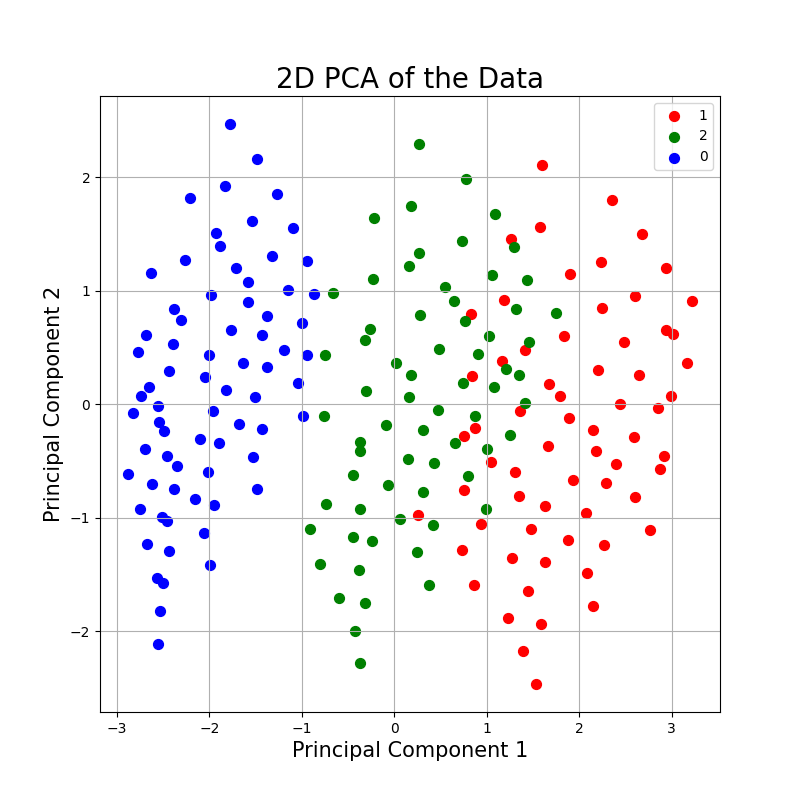 2D PCA of the Data
1
2
0
2
1
0
−1
−2
Principal Component 2
−3 −2 −1 0 1 2 3
Principal Component 1